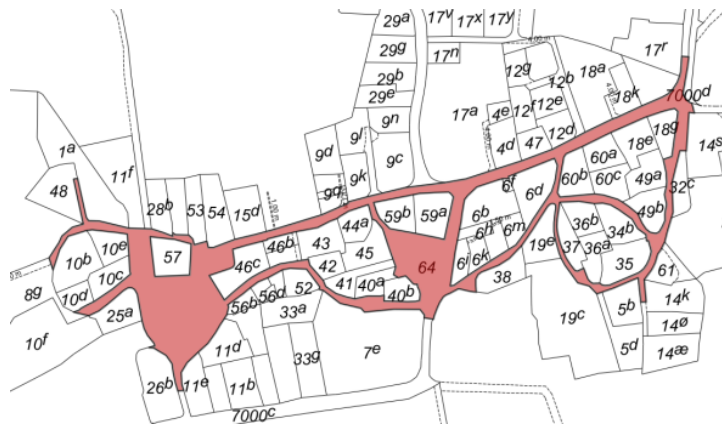 29a 17v 17x 17y
29g 17n 17r
29b 12g 18a
29e 12b 18k 7000d
9n 17a 4e 12f 12e
9l 4d 47 12d 18e 18g 14s
1a 9d 9c 60a
11f 9k 6f 60b 60c 49a 32c
48 9g 6d
28b 53 54 15d 44a 59b 59a 6b 36b 49b
10e 57 46b 43 6m 19e 37 36a 34b
10b 46c 42 45 64 6i 6k 38 35 61
8g 10d 10c 52 41 40a 40b
25a 56b 56d 33a 19c 5b 14k
10f 11d 33g 7e 14ø
26b 11e 11b 5d 14æ
7000c